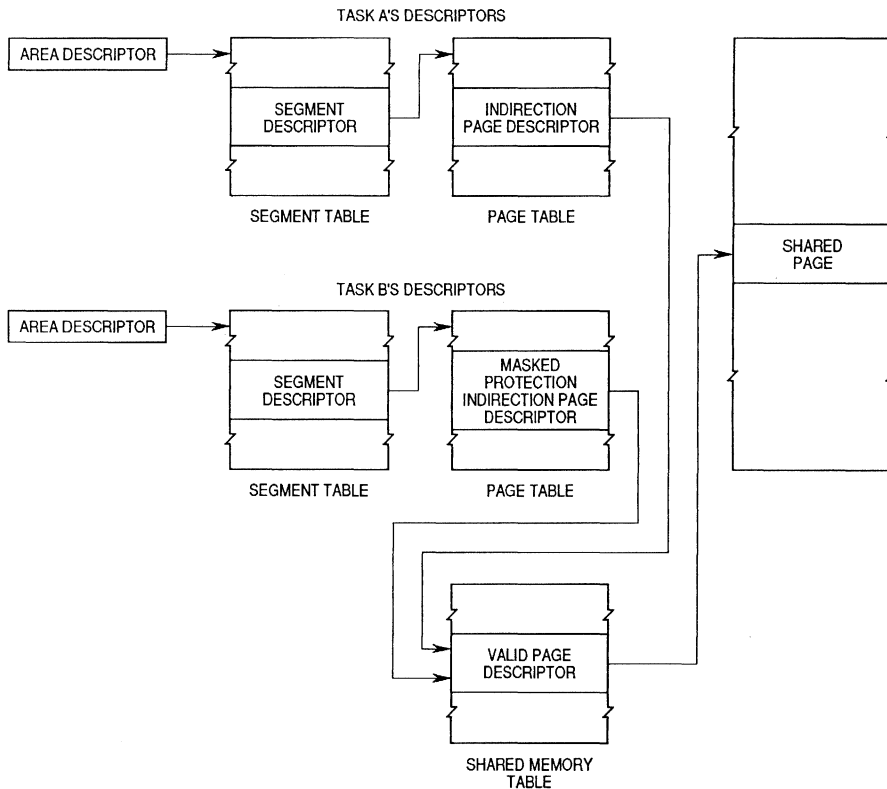 TASK A'S DESCRIPTORS
AREA DESCRIPTOR
SEGMENT
DESCRIPTOR
INDIRECTION
PAGE DESCRIPTOR
SEGMENT TABLE
PAGE TABLE
SHARED
PAGE
TASK B'S DESCRIPTORS
AREA DESCRIPTOR
SEGMENT
DESCRIPTOR
MASKED
PROTECTION
INDIRECTION PAGE
DESCRIPTOR
SEGMENT TABLE
PAGE TABLE
VALID PAGE
DESCRIPTOR
SHARED MEMORY
TABLE